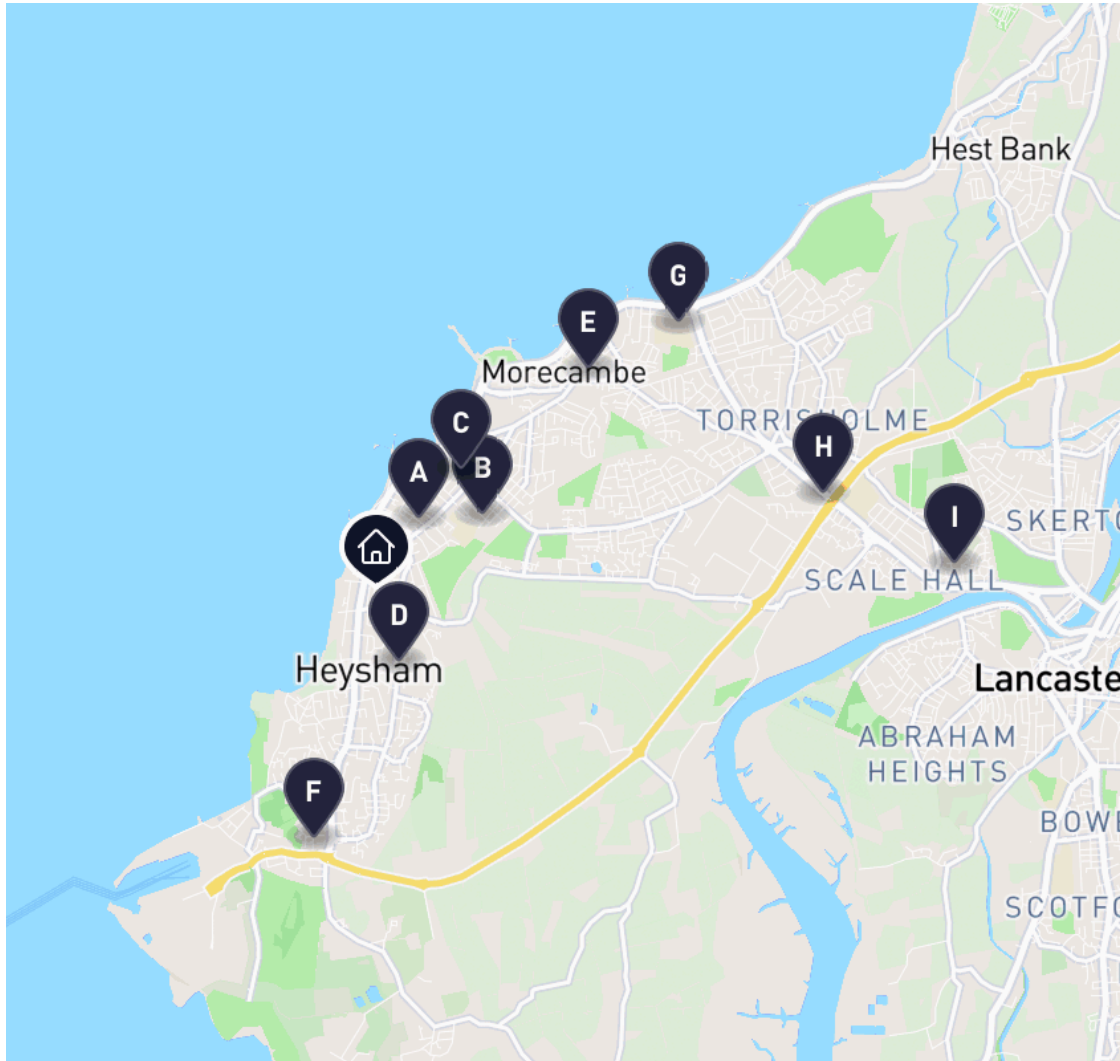 Hest Bank
G
E
Morecambe
C
TORRISHOLME
A
B
H
I
SKERTO
SCALE HALL
D
Heysham
Lancaste
ABRAHAM
HEIGHTS
F
BOWE
SCOTFO